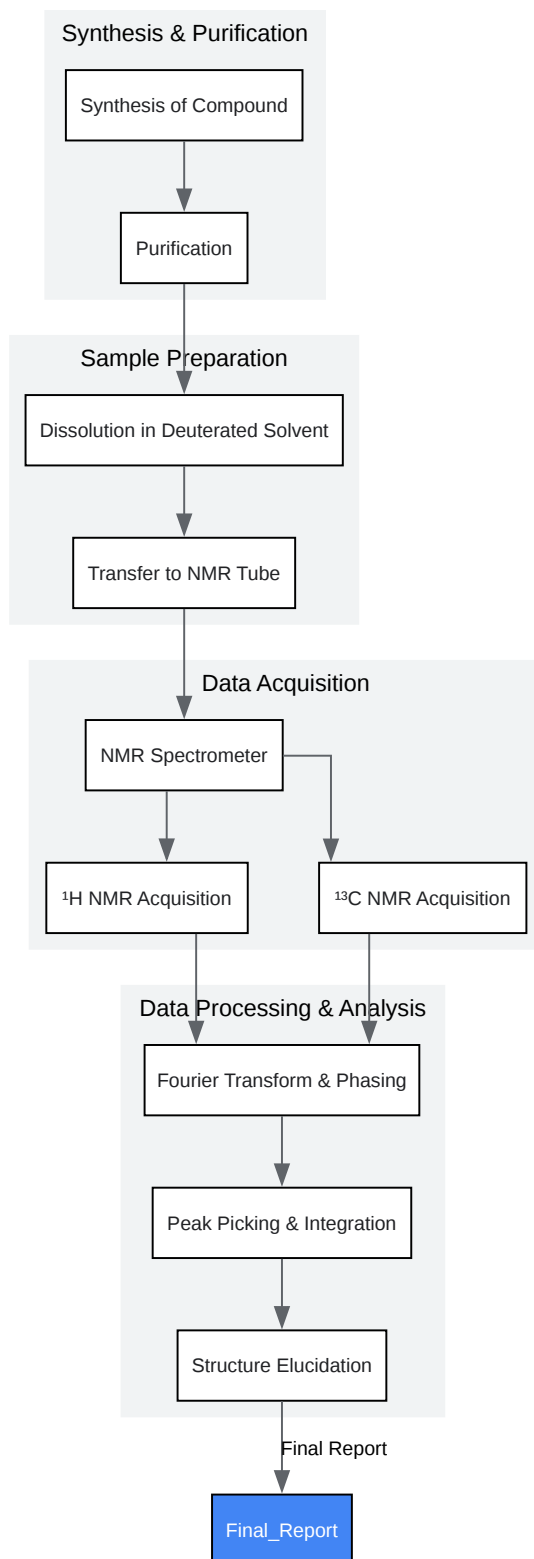 Synthesis & Purification
Synthesis of Compound
Purification
Sample Preparation
Dissolution in Deuterated Solvent
Transfer to NMR Tube
Data Acquisition
NMR Spectrometer
¹H NMR Acquisition
¹³C NMR Acquisition
Data Processing & Analysis
Fourier Transform & Phasing
Peak Picking & Integration
Structure Elucidation
Final Report
Final_Report